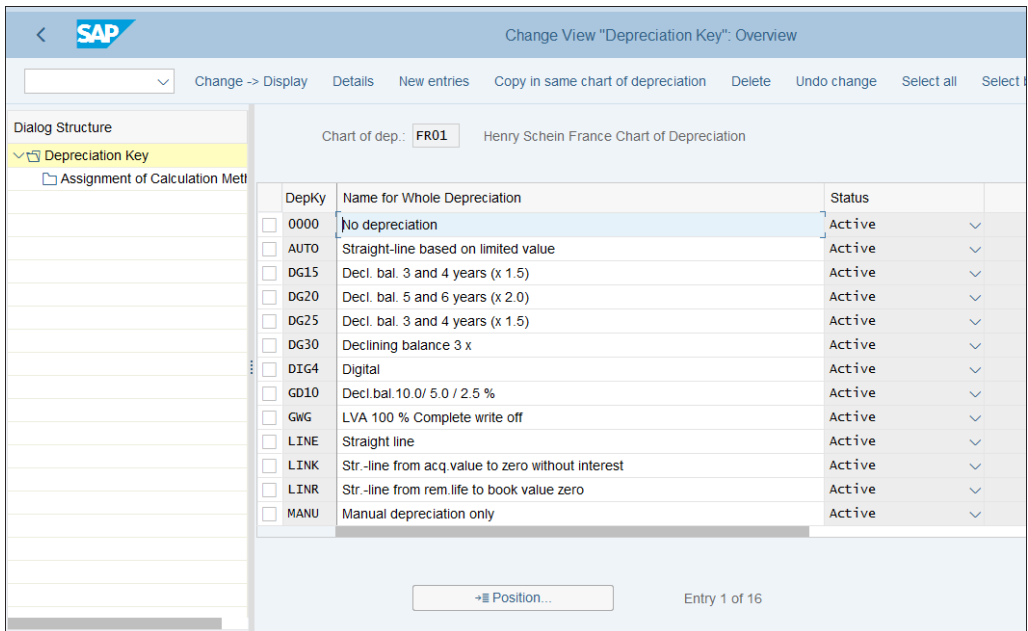 SAP
Change View "Depreciation Key": Overview
Change -> Display Details New entries Copy in same chart of depreciation Delete Undo change Select all Select
Dialog Structure
Chart of dep.: FR01 Henry Schein France Chart of Depreciation
Depreciation Key
Assignment of Calculation Meth
DepKy Name for Whole Depreciation Status
0000 No depreciation Active
AUTO Straight-line based on limited value Active
DG15 Decl. bal. 3 and 4 years (x 1.5) Active
DG20 Decl. bal. 5 and 6 years (x 2.0) Active
DG25 Decl. bal. 3 and 4 years (x 1.5) Active
DG30 Declining balance 3 x Active
DIG4 Digital Active
GD10 Decl.bal.10.0/ 5.0 / 2.5 % Active
GWG LVA 100 % Complete write off Active
LINE Straight line Active
LINK Str.-line from acq.value to zero without interest Active
LINR Str.-line from rem.life to book value zero Active
MANU Manual depreciation only Active
Position... Entry 1 of 16